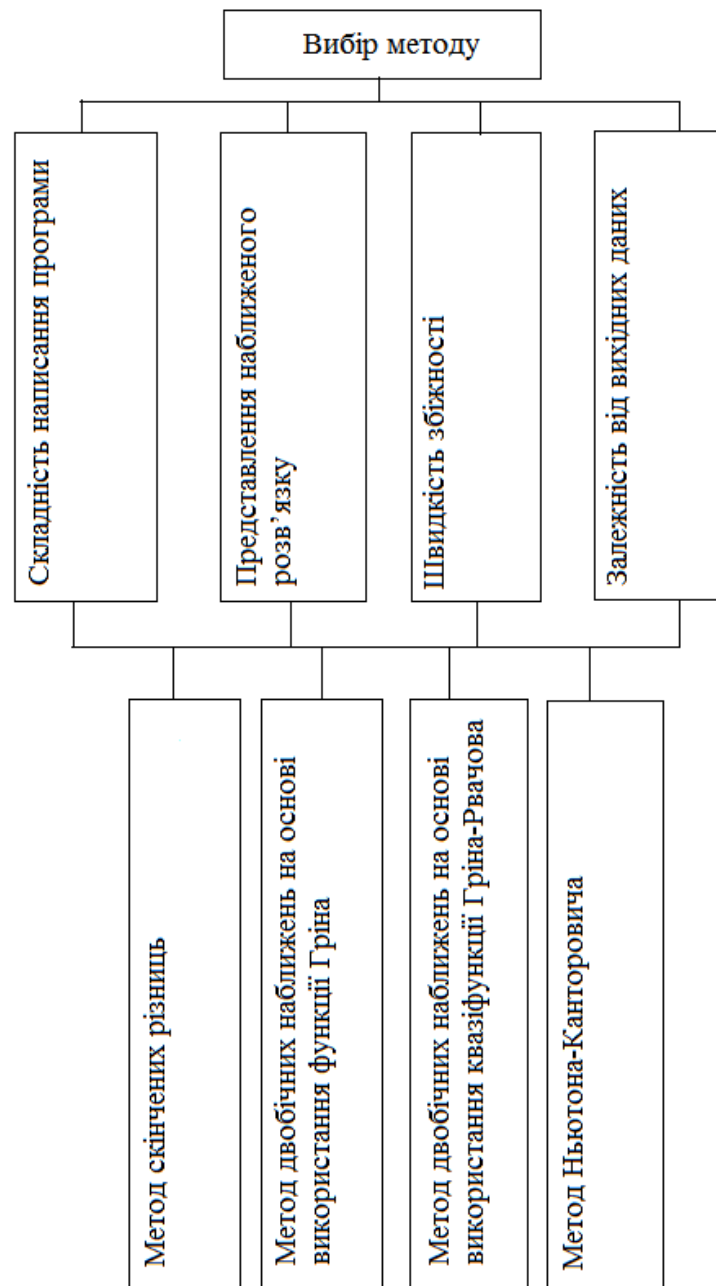 Вибір методу
Складність написання програми
Представлення наближеного
розв’язку
Швидкість збіжності
Залежність від вихідних даних
Метод скінчених різниць
Метод двобічних наближень на основі
використання функції Гріна
Метод двобічних наближень на основі
використання квазіфункції Гріна-Рвачова
Метод Ньютона-Канторовича